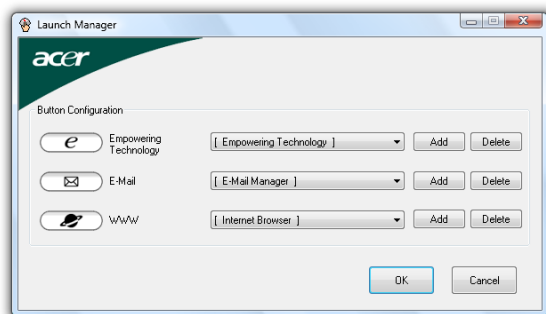 Launch Manager
acer
Button Configuration
e Empowering Technology [ Empowering Technology ] Add Delete
E-Mail [ E-Mail Manager ] Add Delete
WWW [ Internet Browser ] Add Delete
OK Cancel